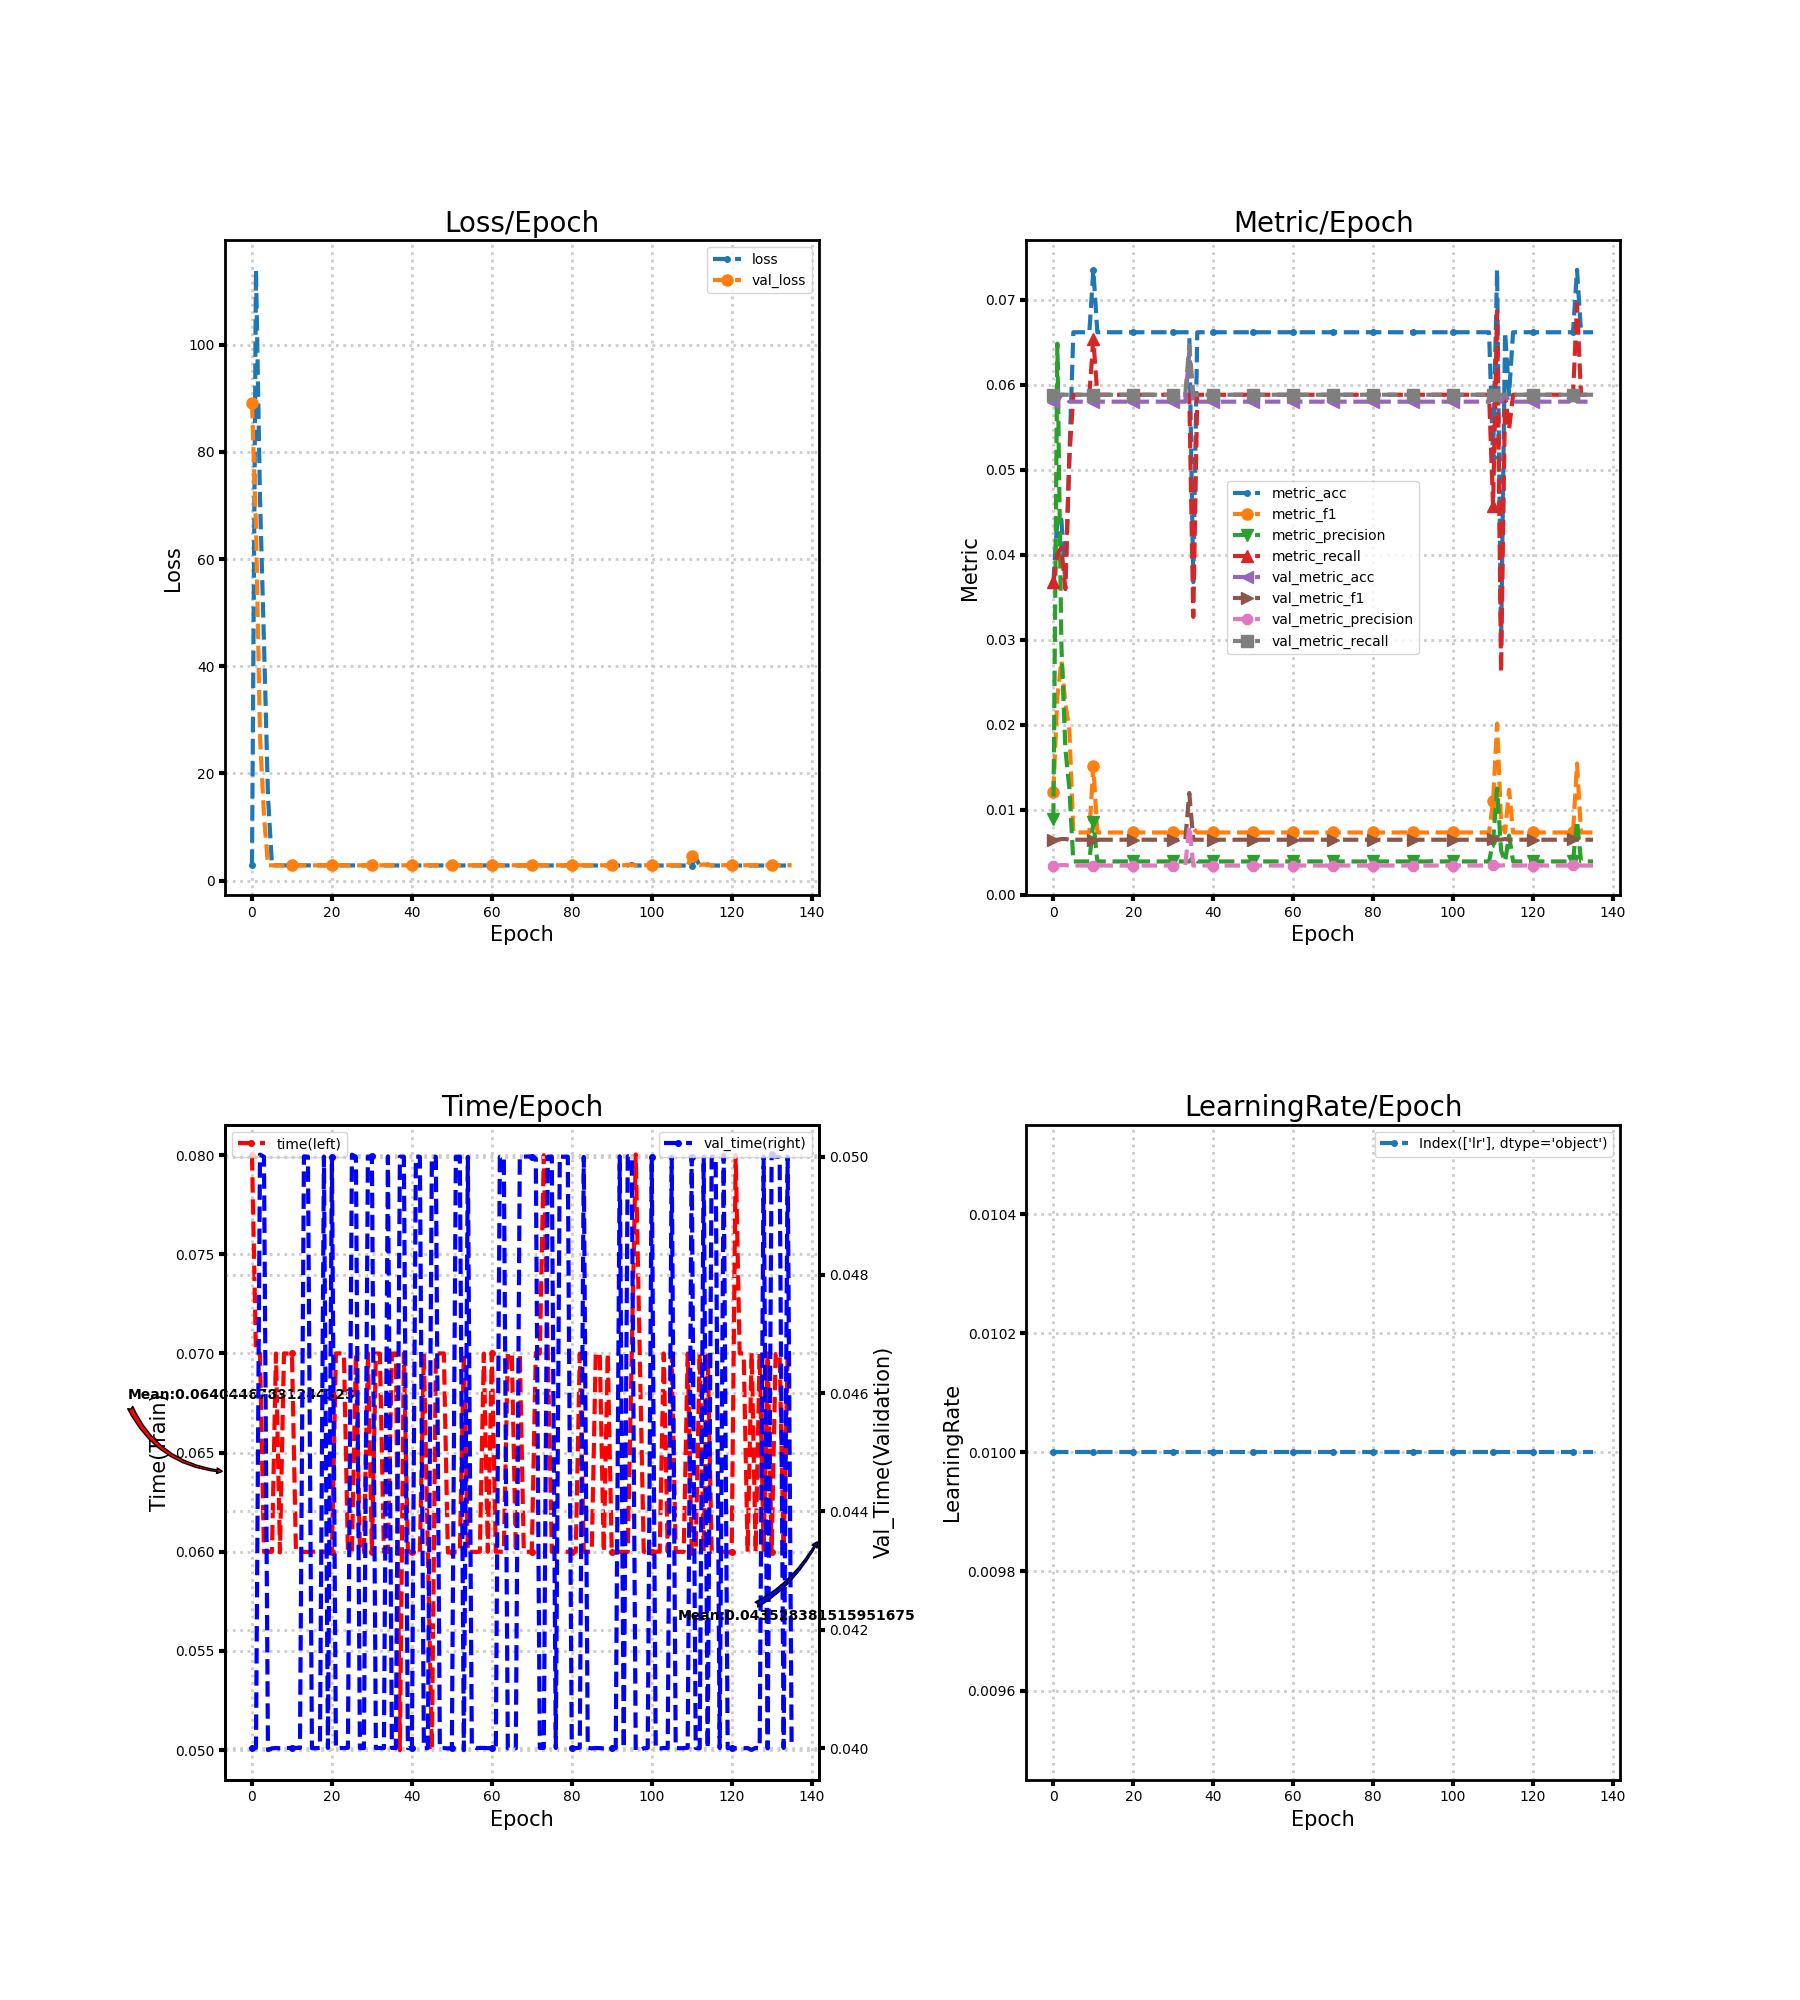 Loss/Epoch
Loss
100
80
60
40
20
0
loss
val_loss
0 20 40 60 80 100 120 140
Epoch
Metric/Epoch
Metric
0.07
0.06
0.05
0.04
0.03
0.02
0.01
0.00
metric_acc
metric_f1
metric_precision
metric_recall
val_metric_acc
val_metric_f1
val_metric_precision
val_metric_recall
0 20 40 60 80 100 120 140
Epoch
Time/Epoch
Time(Train)
0.080
0.075
0.070
0.065
0.060
0.055
0.050
time(left)
val_time(right)
0.050
0.048
0.046
0.044
0.042
0.040
Val_Time(Validation)
Mean:0.043528381515951675
0 20 40 60 80 100 120 140
Epoch
LearningRate/Epoch
LearningRate
0.0104
0.0102
0.0100
0.0098
0.0096
Index(['lr'], dtype='object')
0 20 40 60 80 100 120 140
Epoch